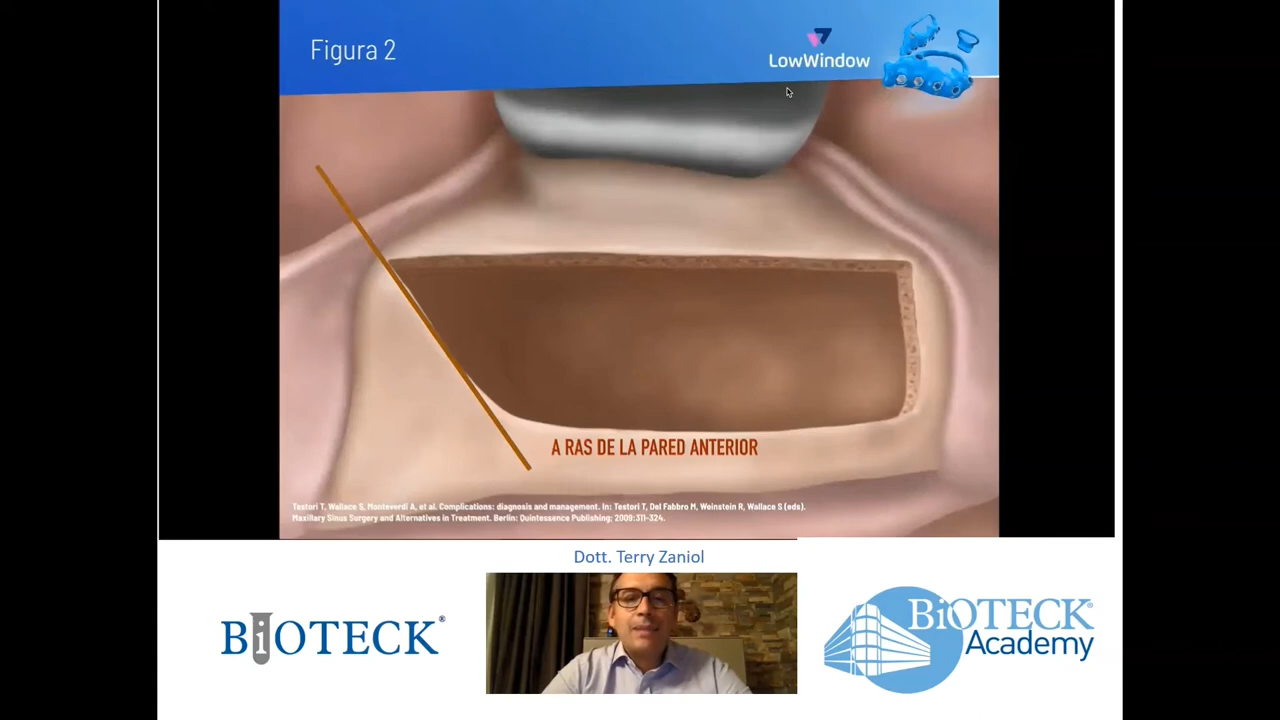 Figura 2
LowWindow
A RAS DE LA PARED ANTERIOR
Testori T, Wallace S, Monteverdi A, et al. Complications: diagnosis and management. In: Testori T, Del Fabbro M, Weinstein R, Wallace S (eds).
Maxillary Sinus Surgery and Alternatives in Treatment. Berlin: Quintessence Publishing; 2009:311-324.
Dott. Terry Zaniol
BiOTECK®
BiOTECK®
Academy